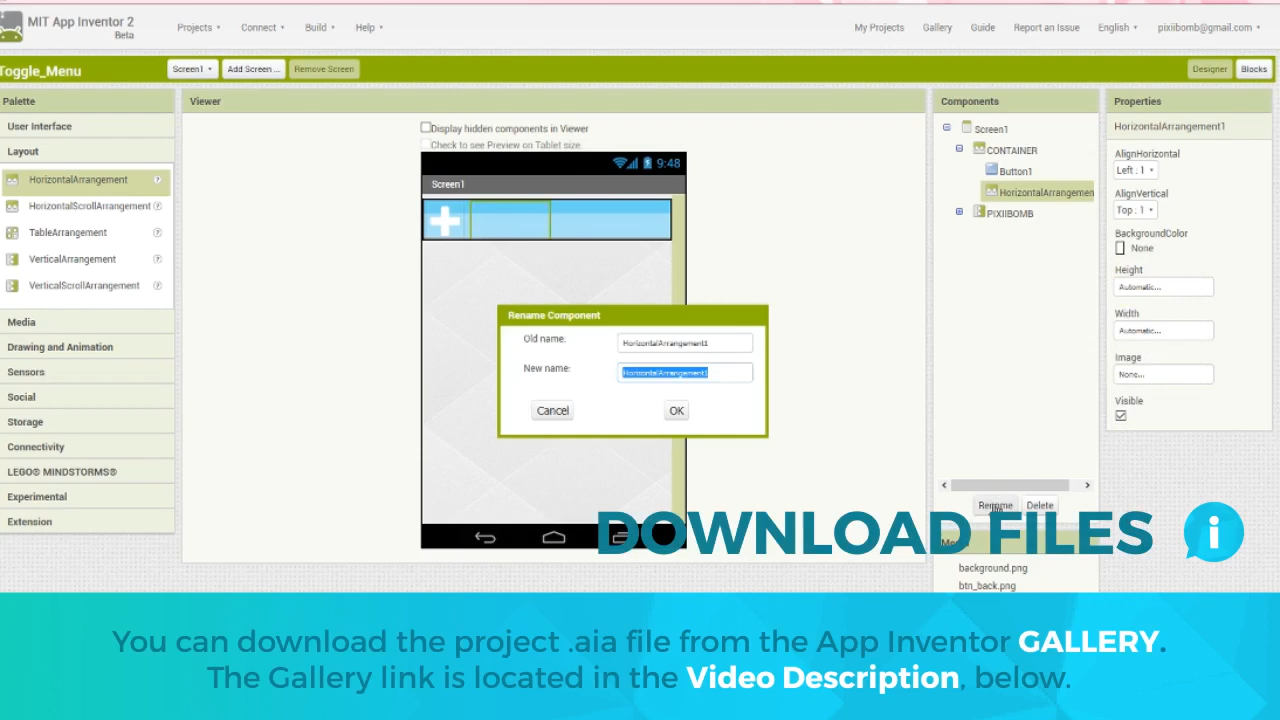 MIT App Inventor 2
Beta
Projects Connect Build Help My Projects Gallery Guide Report an Issue English pixiibomb@gmail.com
Toggle_Menu Screen1 Add Screen ... Remove Screen Designer Blocks
Palette
User Interface
Layout
HorizontalArrangement
HorizontalScrollArrangement
TableArrangement
VerticalArrangement
VerticalScrollArrangement
Media
Drawing and Animation
Sensors
Social
Storage
Connectivity
LEGO® MINDSTORMS®
Experimental
Extension
Viewer
Display hidden components in Viewer
Check to see Preview on Tablet size.
9:48
Screen1
Rename Component
Old name: HorizontalArrangement1
New name: HorizontalArrangement1
Cancel OK
Components
Screen1
CONTAINER
Button1
HorizontalArrangemen
PIXIIBOMB
Rename Delete
background.png
btn_back.png
Properties
HorizontalArrangement1
AlignHorizontal
Left : 1
AlignVertical
Top : 1
BackgroundColor
None
Height
Automatic...
Width
Automatic...
Image
None...
Visible
DOWNLOAD FILES i
You can download the project .aia file from the App Inventor GALLERY.
The Gallery link is located in the Video Description, below.